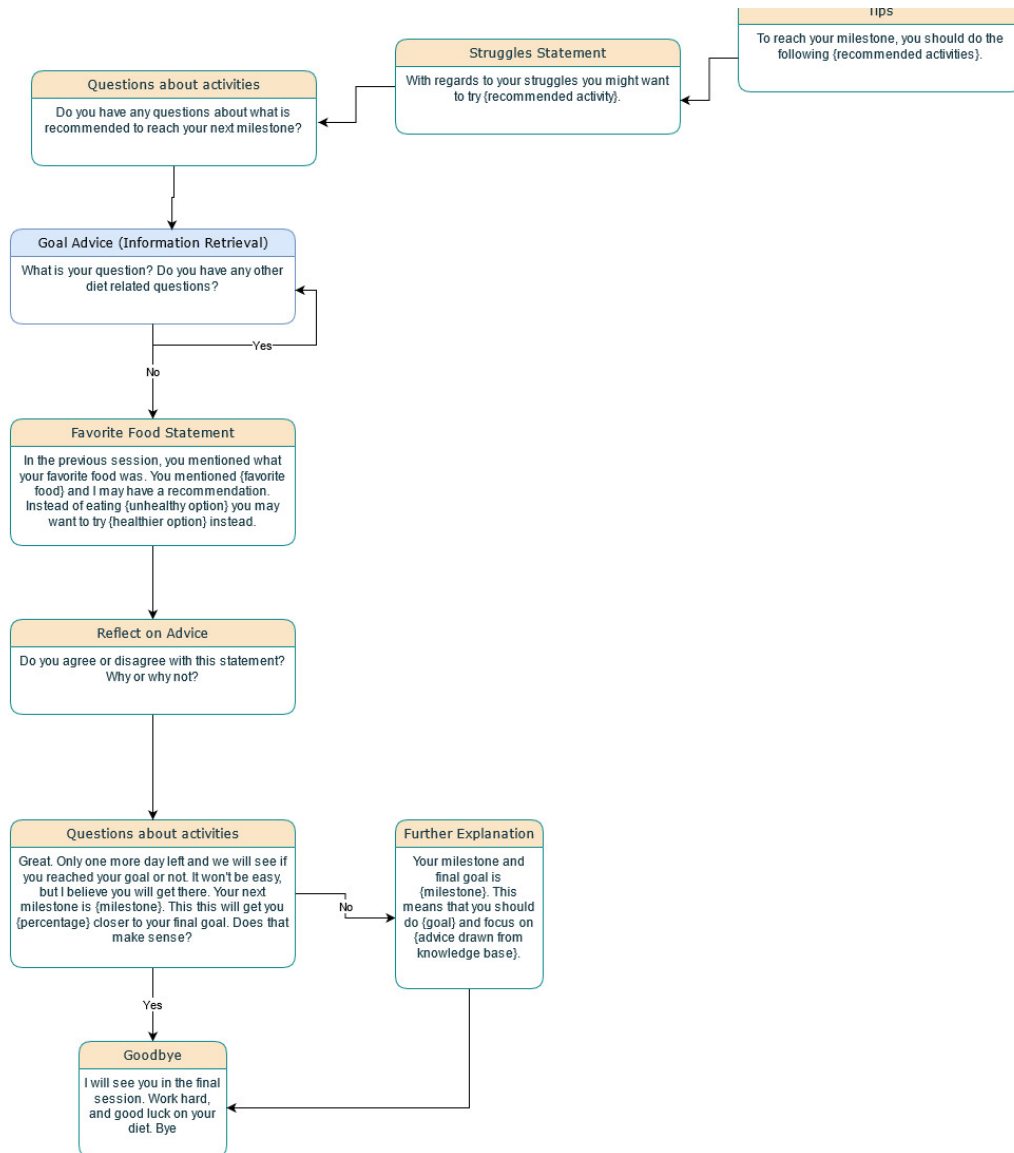 Tips
To reach your milestone, you should do the
following {recommended activities}.
Struggles Statement
With regards to your struggles you might want
to try {recommended activity}.
Questions about activities
Do you have any questions about what is
recommended to reach your next milestone?
Goal Advice (Information Retrieval)
What is your question? Do you have any other
diet related questions?
Yes
No
Favorite Food Statement
In the previous session, you mentioned what
your favorite food was. You mentioned {favorite
food} and I may have a recommendation.
Instead of eating {unhealthy option} you may
want to try {healthier option} instead.
Reflect on Advice
Do you agree or disagree with this statement?
Why or why not?
Questions about activities
Great. Only one more day left and we will see if
you reached your goal or not. It won't be easy,
but I believe you will get there. Your next
milestone is {milestone}. This this will get you
{percentage} closer to your final goal. Does that
make sense?
No
Further Explanation
Your milestone and
final goal is
{milestone}. This
means that you should
do {goal} and focus on
{advice drawn from
knowledge base}.
Yes
Goodbye
I will see you in the final
session. Work hard,
and good luck on your
diet. Bye